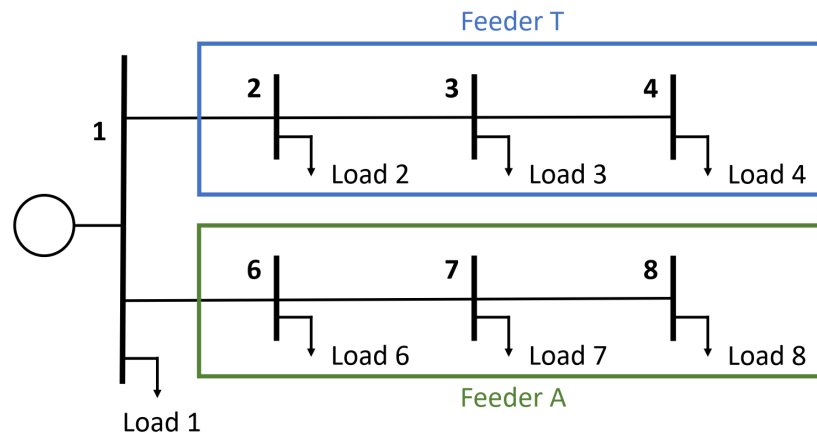 Feeder T
2
3
4
1
Load 2
Load 3
Load 4
6
7
8
Load 6
Load 7
Load 8
Feeder A
Load 1